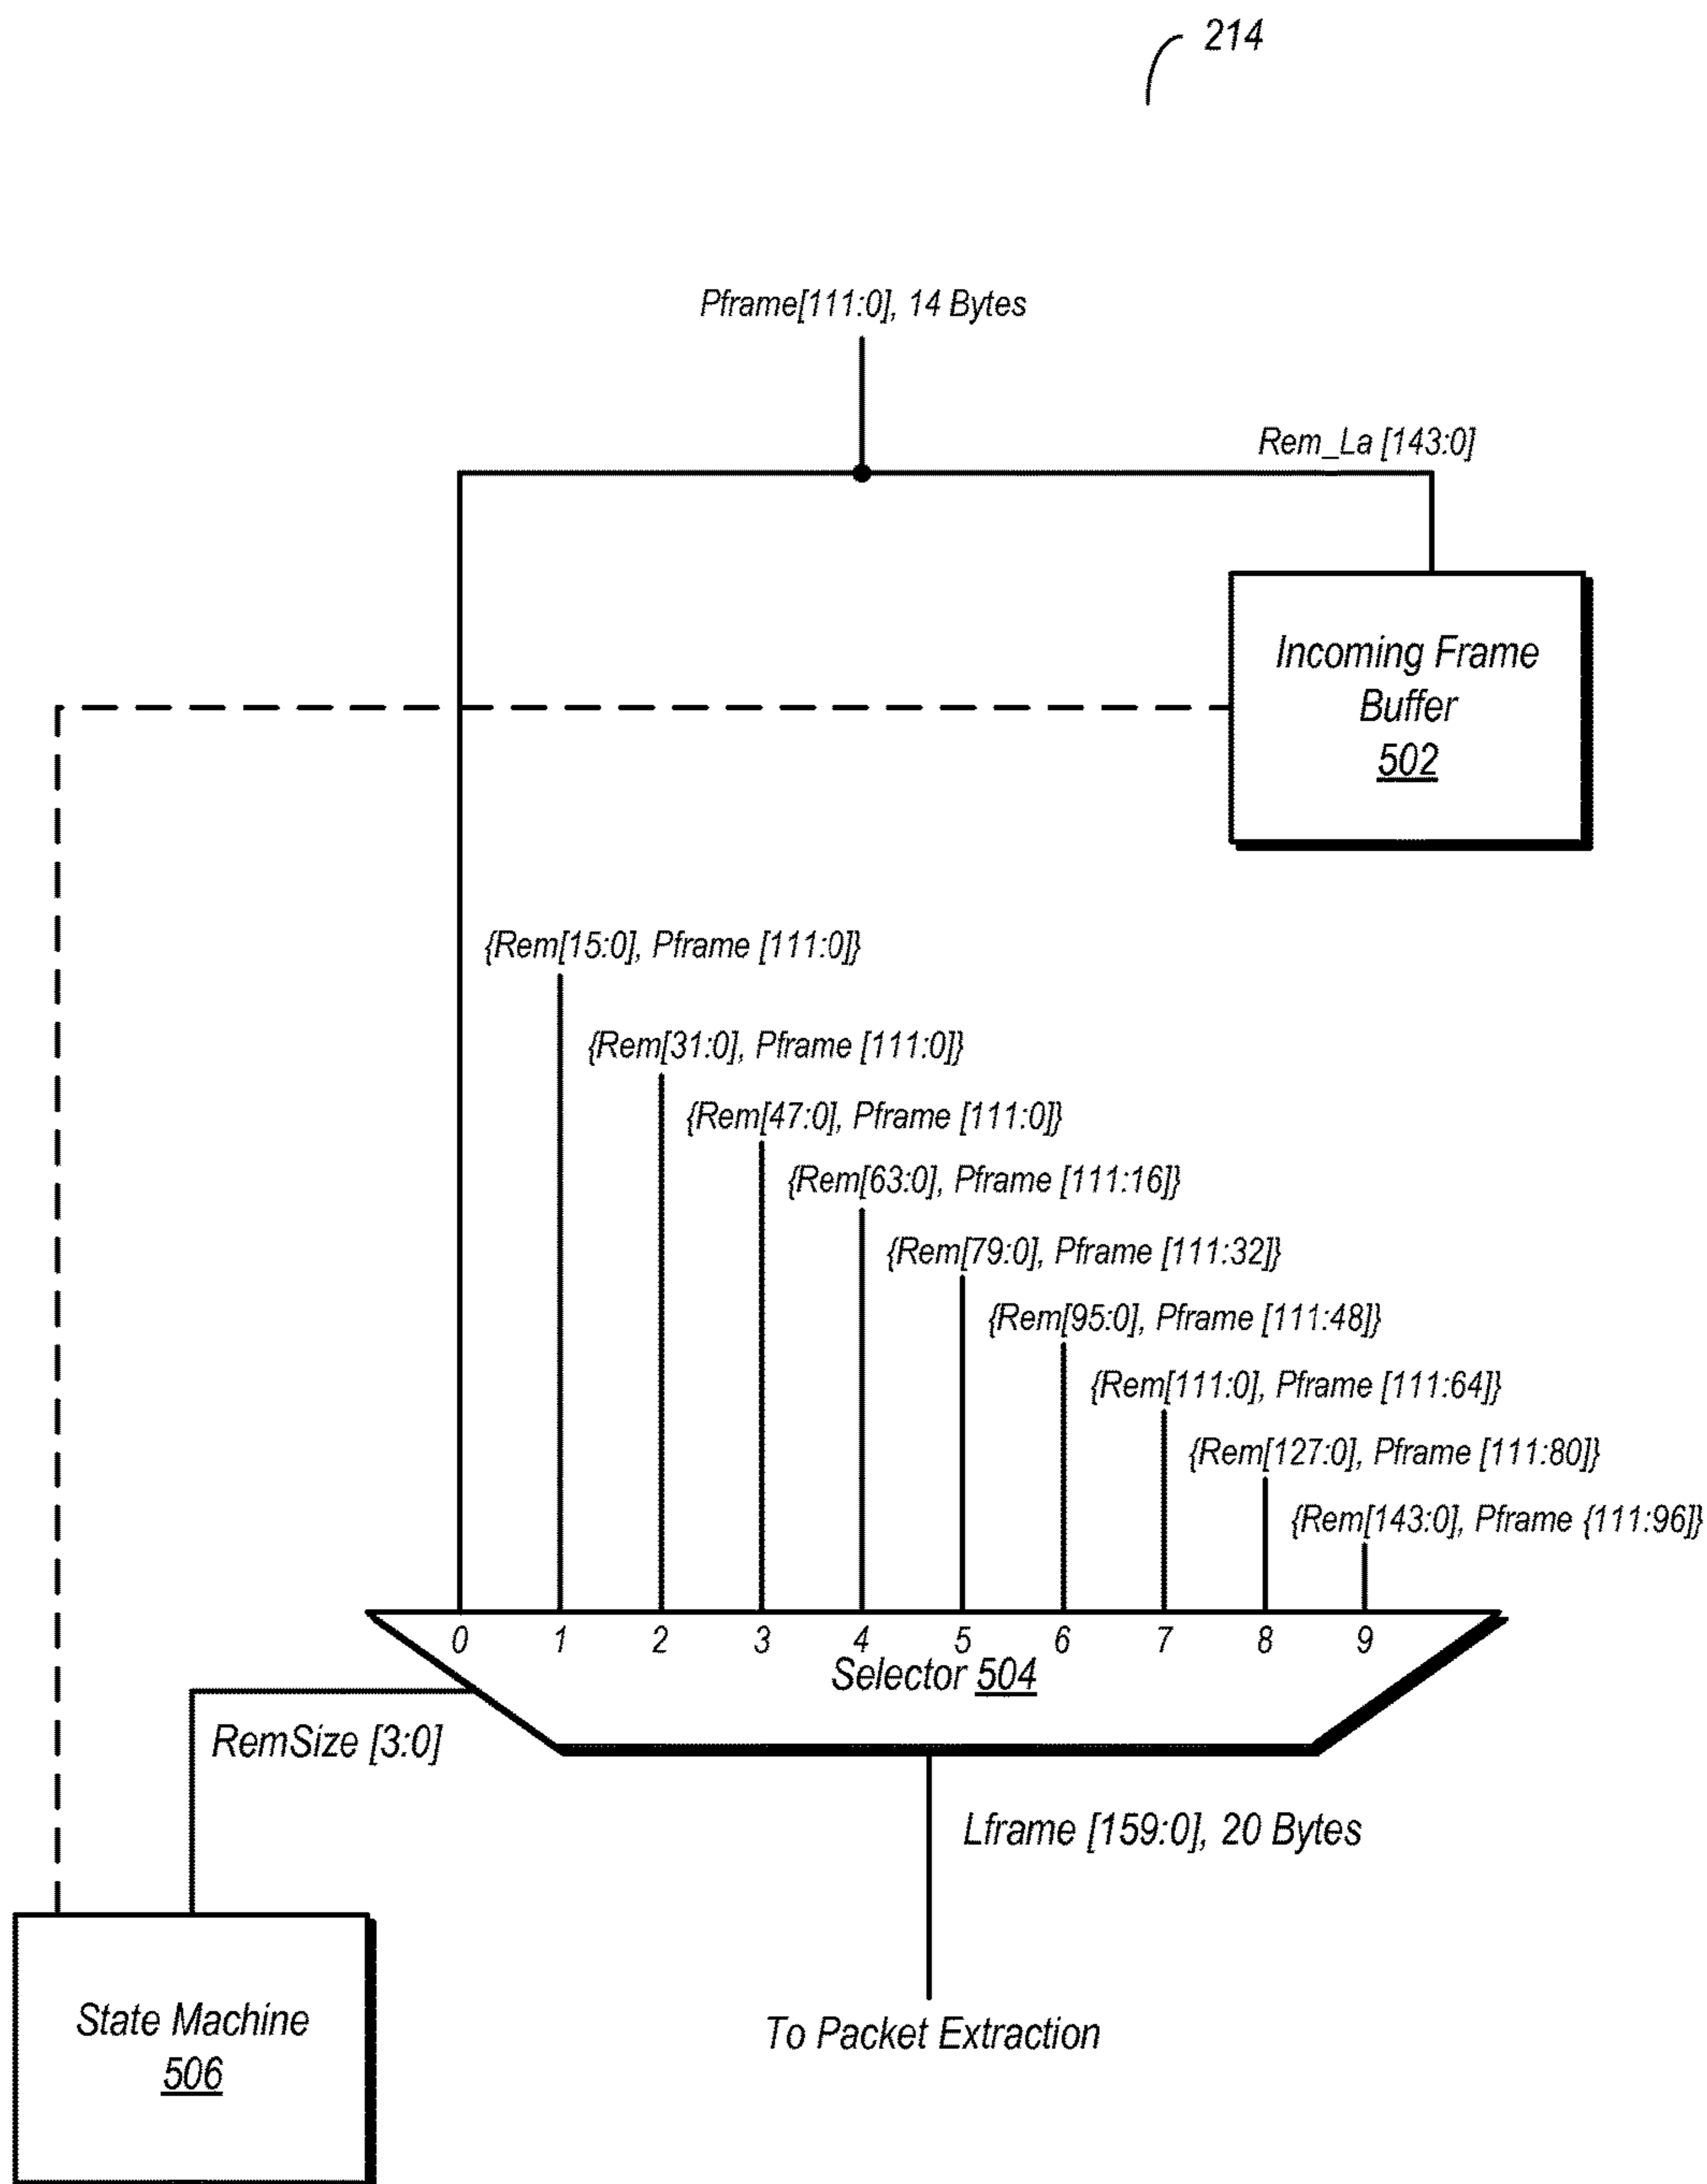 214
Pframe[111:0], 14 Bytes
Rem_La [143:0]
Incoming Frame
Buffer
502
{Rem[15:0], Pframe [111:0]}
{Rem[31:0], Pframe [111:0]}
{Rem[47:0], Pframe [111:0]}
{Rem[63:0], Pframe [111:16]}
{Rem[79:0], Pframe [111:32]}
{Rem[95:0], Pframe [111:48]}
{Rem[111:0], Pframe [111:64]}
{Rem[127:0], Pframe [111:80]}
{Rem[143:0], Pframe {111:96]}
0 1 2 3 4 5 6 7 8 9
Selector 504
RemSize [3:0]
Lframe [159:0], 20 Bytes
State Machine
506
To Packet Extraction